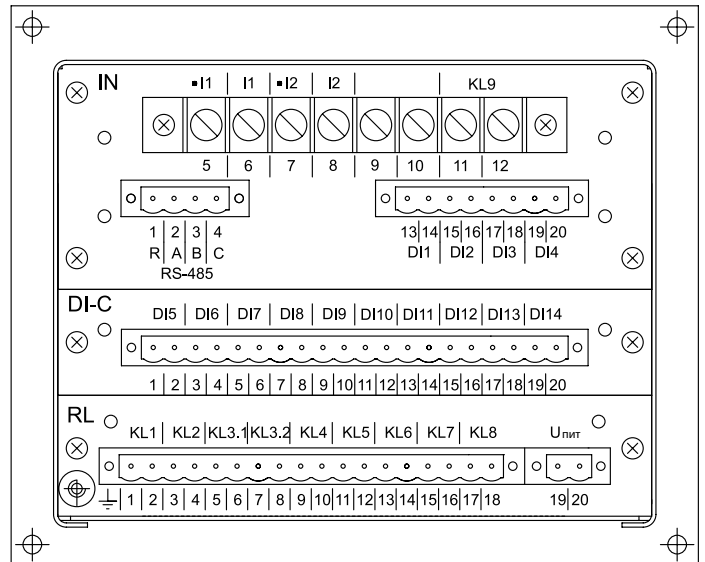 IN
▪I1 | I1 | ▪I2 | I2 | | KL9
5 | 6 | 7 | 8 | 9 | 10 | 11 | 12
1 | 2 | 3 | 4
R | A | B | C
RS-485
13|14|15|16|17|18|19|20
DI1 | DI2 | DI3 | DI4
DI-C
DI5 | DI6 | DI7 | DI8 | DI9 |DI10|DI11|DI12|DI13|DI14
1 | 2 | 3 | 4 | 5 | 6 | 7 | 8 | 9 |10|11|12|13|14|15|16|17|18|19|20
RL
KL1 | KL2 |KL3.1|KL3.2| KL4 | KL5 | KL6 | KL7 | KL8
Uпит
1 | 2 | 3 | 4 | 5 | 6 | 7 | 8 | 9 |10|11|12|13|14|15|16|17|18
19|20